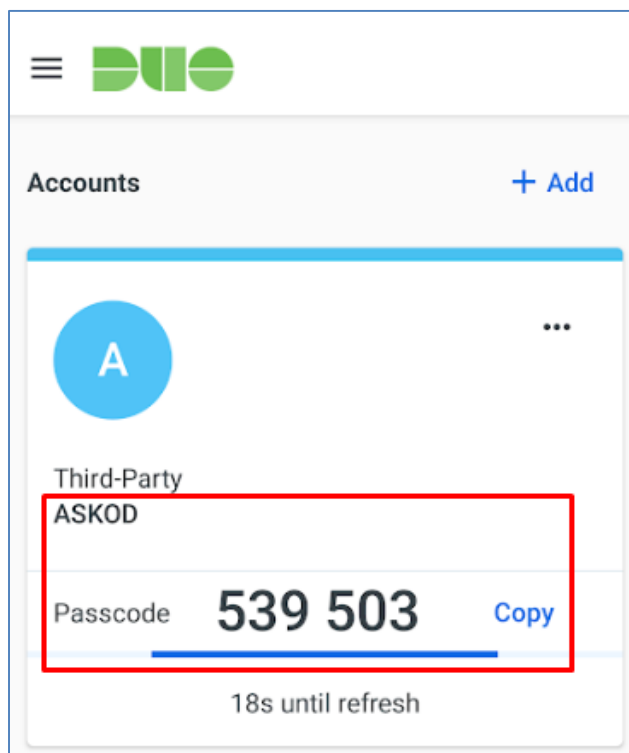 DUO
Accounts
+ Add
A
Third-Party
ASKOD
Passcode 539 503 Copy
18s until refresh